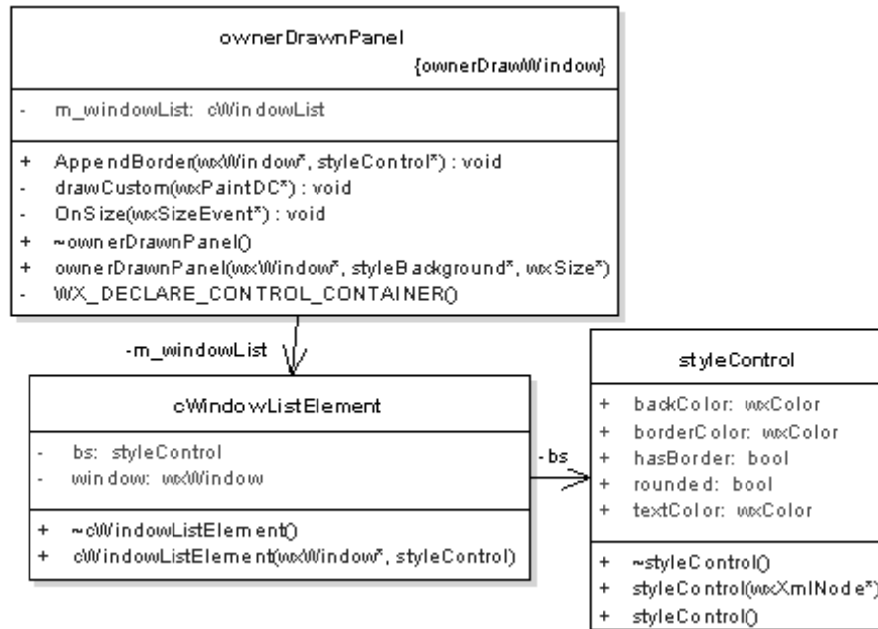 ownerDrawnPanel
{ownerDrawWindow}
- m_windowList: cWindowList
+ AppendBorder(wxWindow*, styleControl*) : void
- drawCustom(wxPaintDC*) : void
- OnSize(wxSizeEvent*) : void
+ ~ownerDrawnPanel()
+ ownerDrawnPanel(wxWindow*, styleBackground*, wxSize*)
- WX_DECLARE_CONTROL_CONTAINER()
-m_windowList
cWindowListElement
- bs: styleControl
- window: wxWindow
+ ~cWindowListElement()
+ cWindowListElement(wxWindow*, styleControl)
-bs
styleControl
+ backColor: wxColor
+ borderColor: wxColor
+ hasBorder: bool
+ rounded: bool
+ textColor: wxColor
+ ~styleControl()
+ styleControl(wxXmlNode*)
+ styleControl()